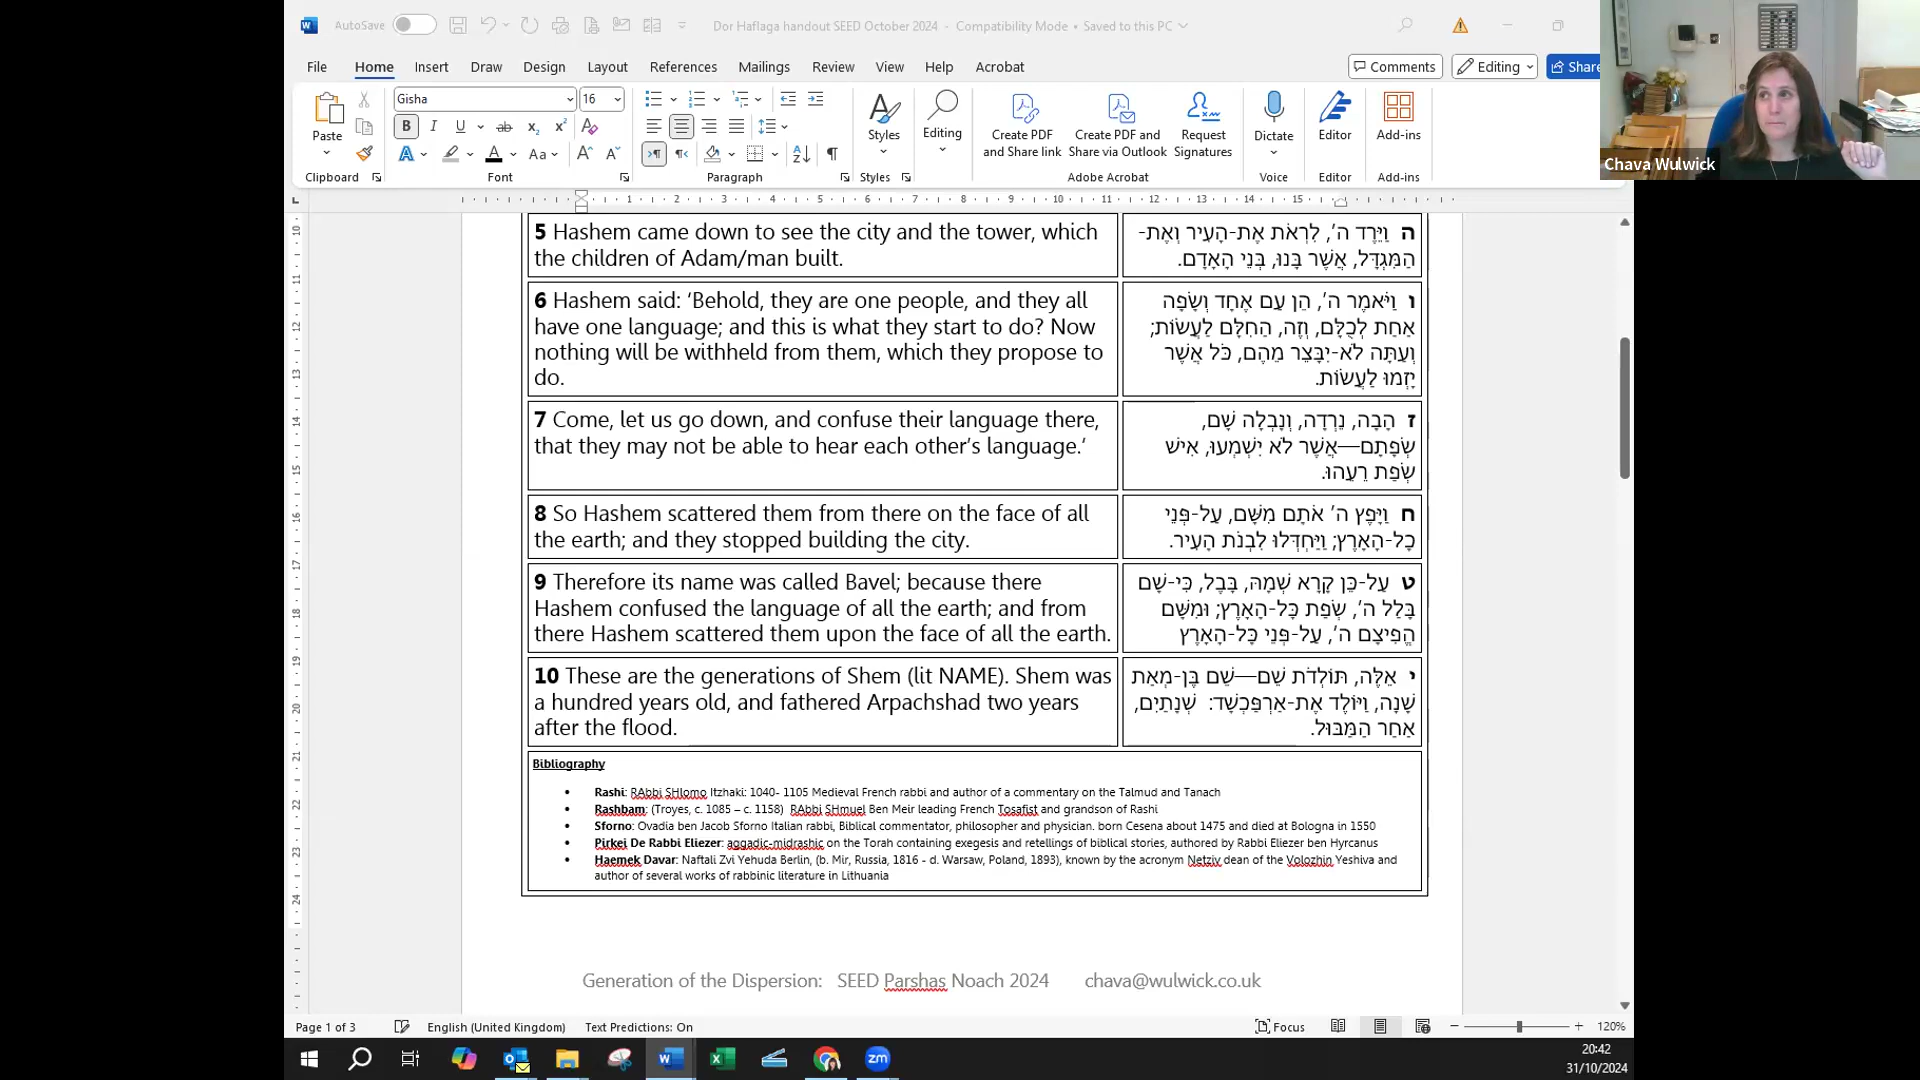 AutoSave
Dor Haflaga handout SEED October 2024 - Compatibility Mode • Saved to this PC
File Home Insert Draw Design Layout References Mailings Review View Help Acrobat
Comments Editing Share
Gisha 16
Paste
Clipboard
Font
Paragraph
Styles
Styles
Editing
Create PDF and Share link
Create PDF and Share via Outlook
Request Signatures
Adobe Acrobat
Dictate
Voice
Editor
Editor
Add-ins
Add-ins
Chava Wulwick
1 2 3 4 5 6 7 8 9 10 11 12 13 14 15
5 Hashem came down to see the city and the tower, which
the children of Adam/man built.
ה וַיֵּרֶד ה', לִרְאֹת אֶת-הָעִיר וְאֶת-
הַמִּגְדָּל, אֲשֶׁר בָּנוּ, בְּנֵי הָאָדָם.
6 Hashem said: ‘Behold, they are one people, and they all
have one language; and this is what they start to do? Now
nothing will be withheld from them, which they propose to
do.
ו וַיֹּאמֶר ה', הֵן עַם אֶחָד וְשָׂפָה
אַחַת לְכֻלָּם, וְזֶה, הַחִלָּם לַעֲשׂוֹת;
וְעַתָּה לֹא-יִבָּצֵר מֵהֶם, כֹּל אֲשֶׁר
יָזְמוּ לַעֲשׂוֹת.
7 Come, let us go down, and confuse their language there,
that they may not be able to hear each other’s language.‘
ז הָבָה, נֵרְדָה, וְנָבְלָה שָׁם,
שְׂפָתָם—אֲשֶׁר לֹא יִשְׁמְעוּ, אִישׁ
שְׂפַת רֵעֵהוּ.
8 So Hashem scattered them from there on the face of all
the earth; and they stopped building the city.
ח וַיָּפֶץ ה' אֹתָם מִשָּׁם, עַל-פְּנֵי
כָל-הָאָרֶץ; וַיַּחְדְּלוּ לִבְנֹת הָעִיר.
9 Therefore its name was called Bavel; because there
Hashem confused the language of all the earth; and from
there Hashem scattered them upon the face of all the earth.
ט עַל-כֵּן קָרָא שְׁמָהּ, בָּבֶל, כִּי-שָׁם
בָּלַל ה', שְׂפַת כָּל-הָאָרֶץ; וּמִשָּׁם
הֱפִיצָם ה', עַל-פְּנֵי כָּל-הָאָרֶץ
10 These are the generations of Shem (lit NAME). Shem was
a hundred years old, and fathered Arpachshad two years
after the flood.
י אֵלֶּה, תּוֹלְדֹת שֵׁם—שֵׁם בֶּן-מְאַת
שָׁנָה, וַיּוֹלֶד אֶת-אַרְפַּכְשָׁד: שְׁנָתַיִם,
אַחַר הַמַּבּוּל.
Bibliography
• Rashi: RAbbi SHlomo Itzhaki: 1040- 1105 Medieval French rabbi and author of a commentary on the Talmud and Tanach
• Rashbam: (Troyes, c. 1085 – c. 1158) RAbbi SHmuel Ben Meir leading French Tosafist and grandson of Rashi
• Sforno: Ovadia ben Jacob Sforno Italian rabbi, Biblical commentator, philosopher and physician. born Cesena about 1475 and died at Bologna in 1550
• Pirkei De Rabbi Eliezer: aggadic-midrashic on the Torah containing exegesis and retellings of biblical stories, authored by Rabbi Eliezer ben Hyrcanus
• Haemek Davar: Naftali Zvi Yehuda Berlin, (b. Mir, Russia, 1816 - d. Warsaw, Poland, 1893), known by the acronym Netziv dean of the Volozhin Yeshiva and
author of several works of rabbinic literature in Lithuania
Generation of the Dispersion: SEED Parshas Noach 2024 chava@wulwick.co.uk
Page 1 of 3 English (United Kingdom) Text Predictions: On Focus 120%
20:42
31/10/2024